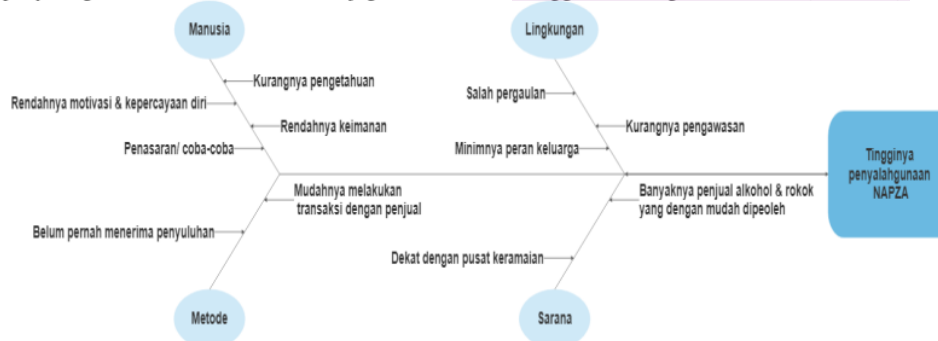 Manusia
Lingkungan
Kurangnya pengetahuan
Rendahnya motivasi & kepercayaan diri
Rendahnya keimanan
Penasaran/ coba-coba
Salah pergaulan
Kurangnya pengawasan
Minimnya peran keluarga
Tingginya
penyalahgunaan
NAPZA
Mudahnya melakukan
transaksi dengan penjual
Belum pernah menerima penyuluhan
Banyaknya penjual alkohol & rokok
yang dengan mudah dipeoleh
Dekat dengan pusat keramaian
Metode
Sarana